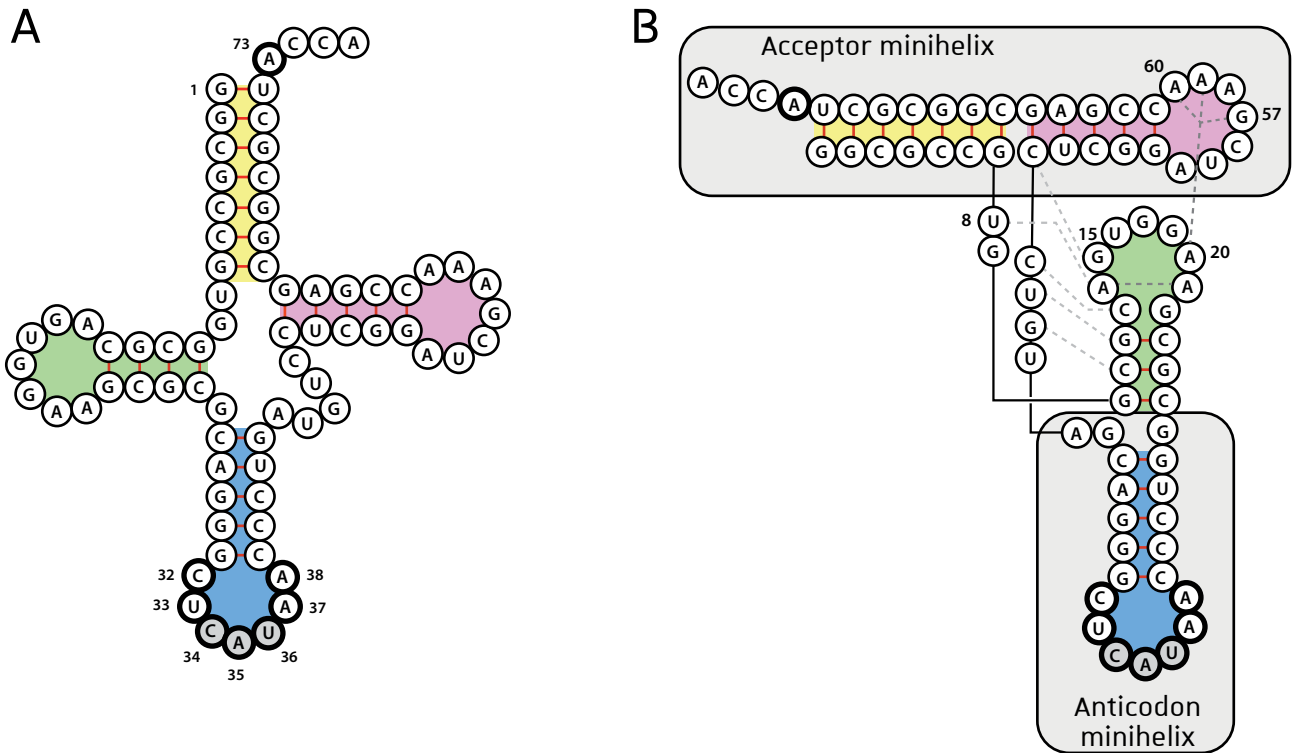 A
73 A C C A
1 G U
G C
C G
G C
C G
C G
G C A A
G A G C C A
U
G
U G A G C U C G G C
C G C G C A U
G
G C G C U
G A A G A U G
C G
A U
G C
G C
G C
32 C A 38
33 U A 37
34 C A U 36
35
B
Acceptor minihelix
A C C A U C G C G G C G A G C C A A A G C U A
60
57
G G C G C C G C U C G G
8 U
G
C
U
G
U
15
A G U G G A A
20
C G
G C
C G
G C
A G G
C G
A U
G C
G C
G C
C A
U A
C A U
Anticodon
minihelix